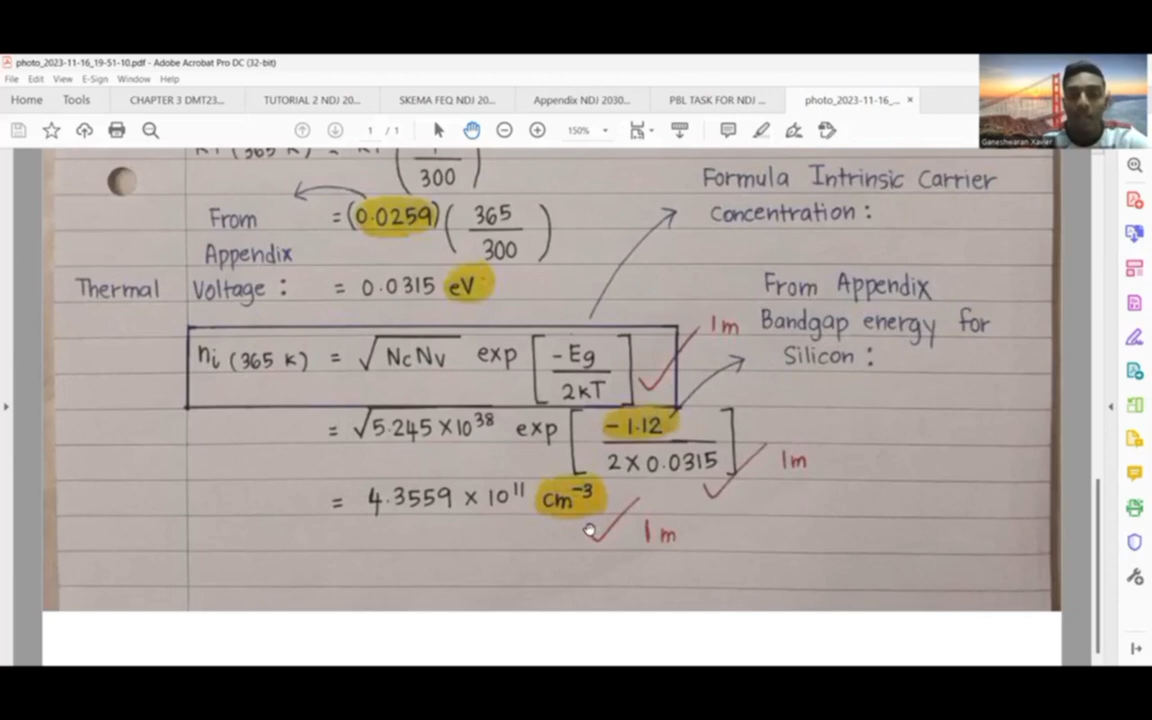 photo_2023-11-16_19-51-10.pdf - Adobe Acrobat Pro DC (32-bit)
File Edit View E-Sign Window Help
Home Tools CHAPTER 3 DMT23... TUTORIAL 2 NDJ 20... SKEMA FEQ NDJ 20... Appendix NDJ 2030... PBL TASK FOR NDJ ... photo_2023-11-16_... ×
1 / 1 150%
Ganeshwaran Xavier
300
Formula Intrinsic Carrier
Concentration :
From = (0.0259) ( 365 / 300 )
Appendix
Thermal Voltage : = 0.0315 eV
From Appendix
Bandgap energy for
Silicon :
ni (365 K) = √NcNv exp [ -Eg / 2kT ] 1m
= √5.245 × 10³⁸ exp [ -1.12 / 2 × 0.0315 ] 1m
= 4.3559 × 10¹¹ cm⁻³
1m